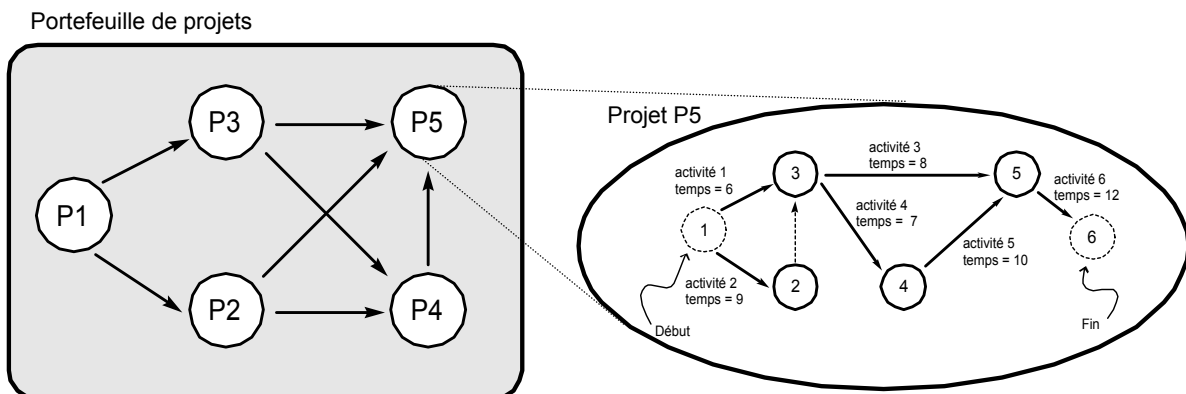 Portefeuille de projets
P1
P3
P2
P5
P4
Projet P5
activité 1
temps = 6
activité 2
temps = 9
activité 3
temps = 8
activité 4
temps = 7
activité 5
temps = 10
activité 6
temps = 12
1
2
3
4
5
6
Début
Fin